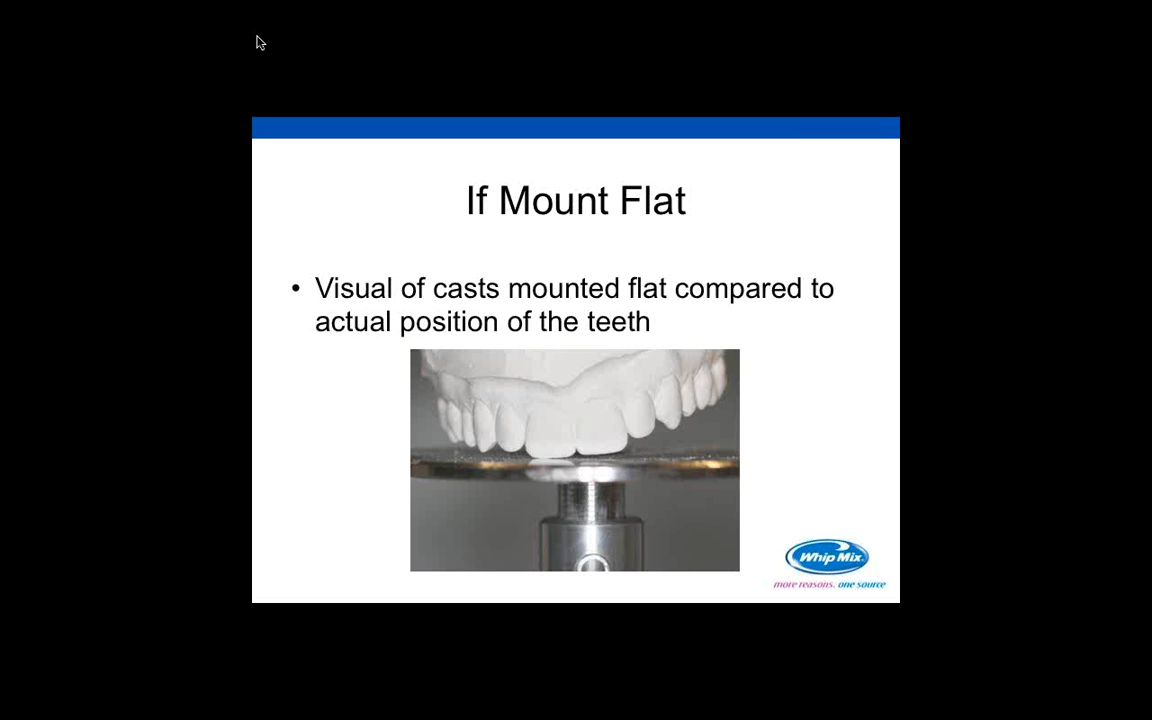 If Mount Flat
• Visual of casts mounted flat compared to
actual position of the teeth
Whip Mix
more reasons. one source